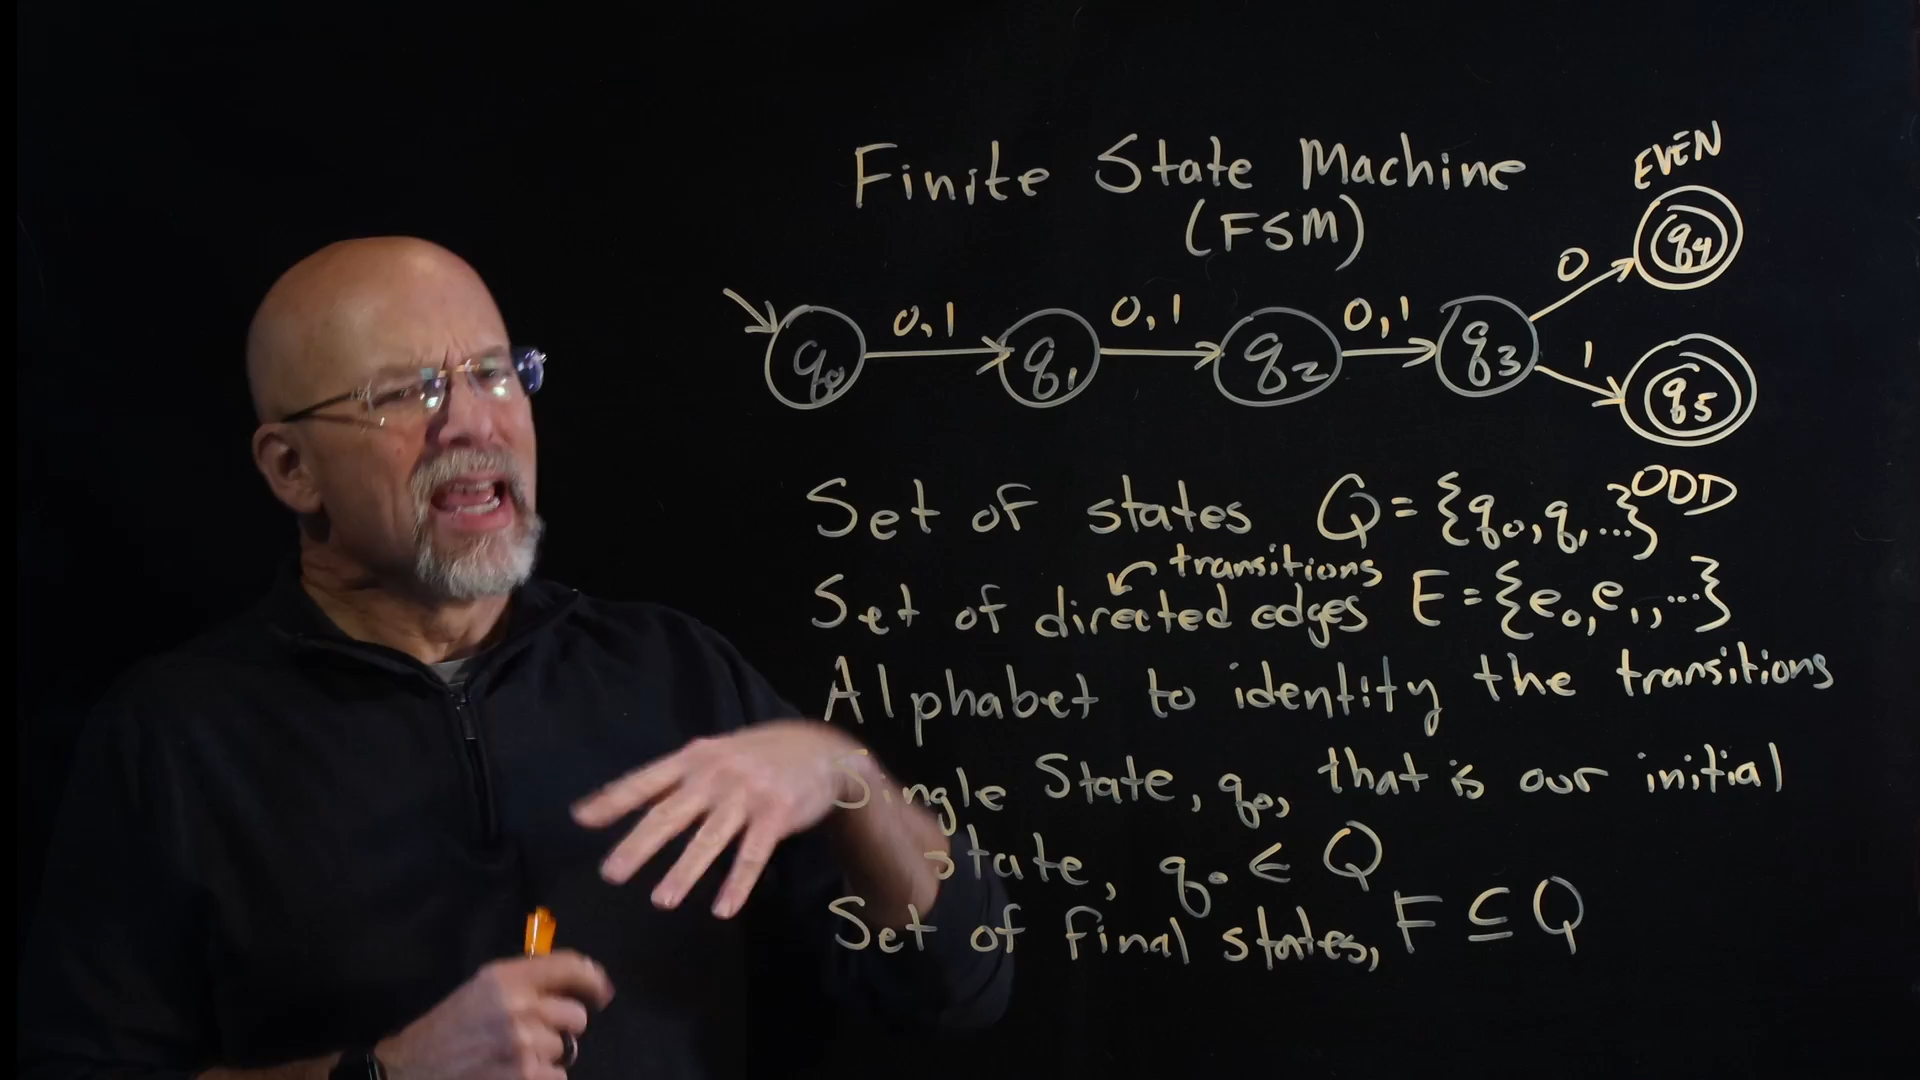 Finite State Machine
(FSM)
EVEN
q4
0
0,1
0,1
0,1
q0
q1
q2
q3
1
q5
ODD
Set of states Q = {q0, q1 ...}
transitions
Set of directed edges E = {e0, e1, ...}
Alphabet to identity the transitions
Single State, q0, that is our initial
state, q0 ∈ Q
Set of final states, F ⊆ Q